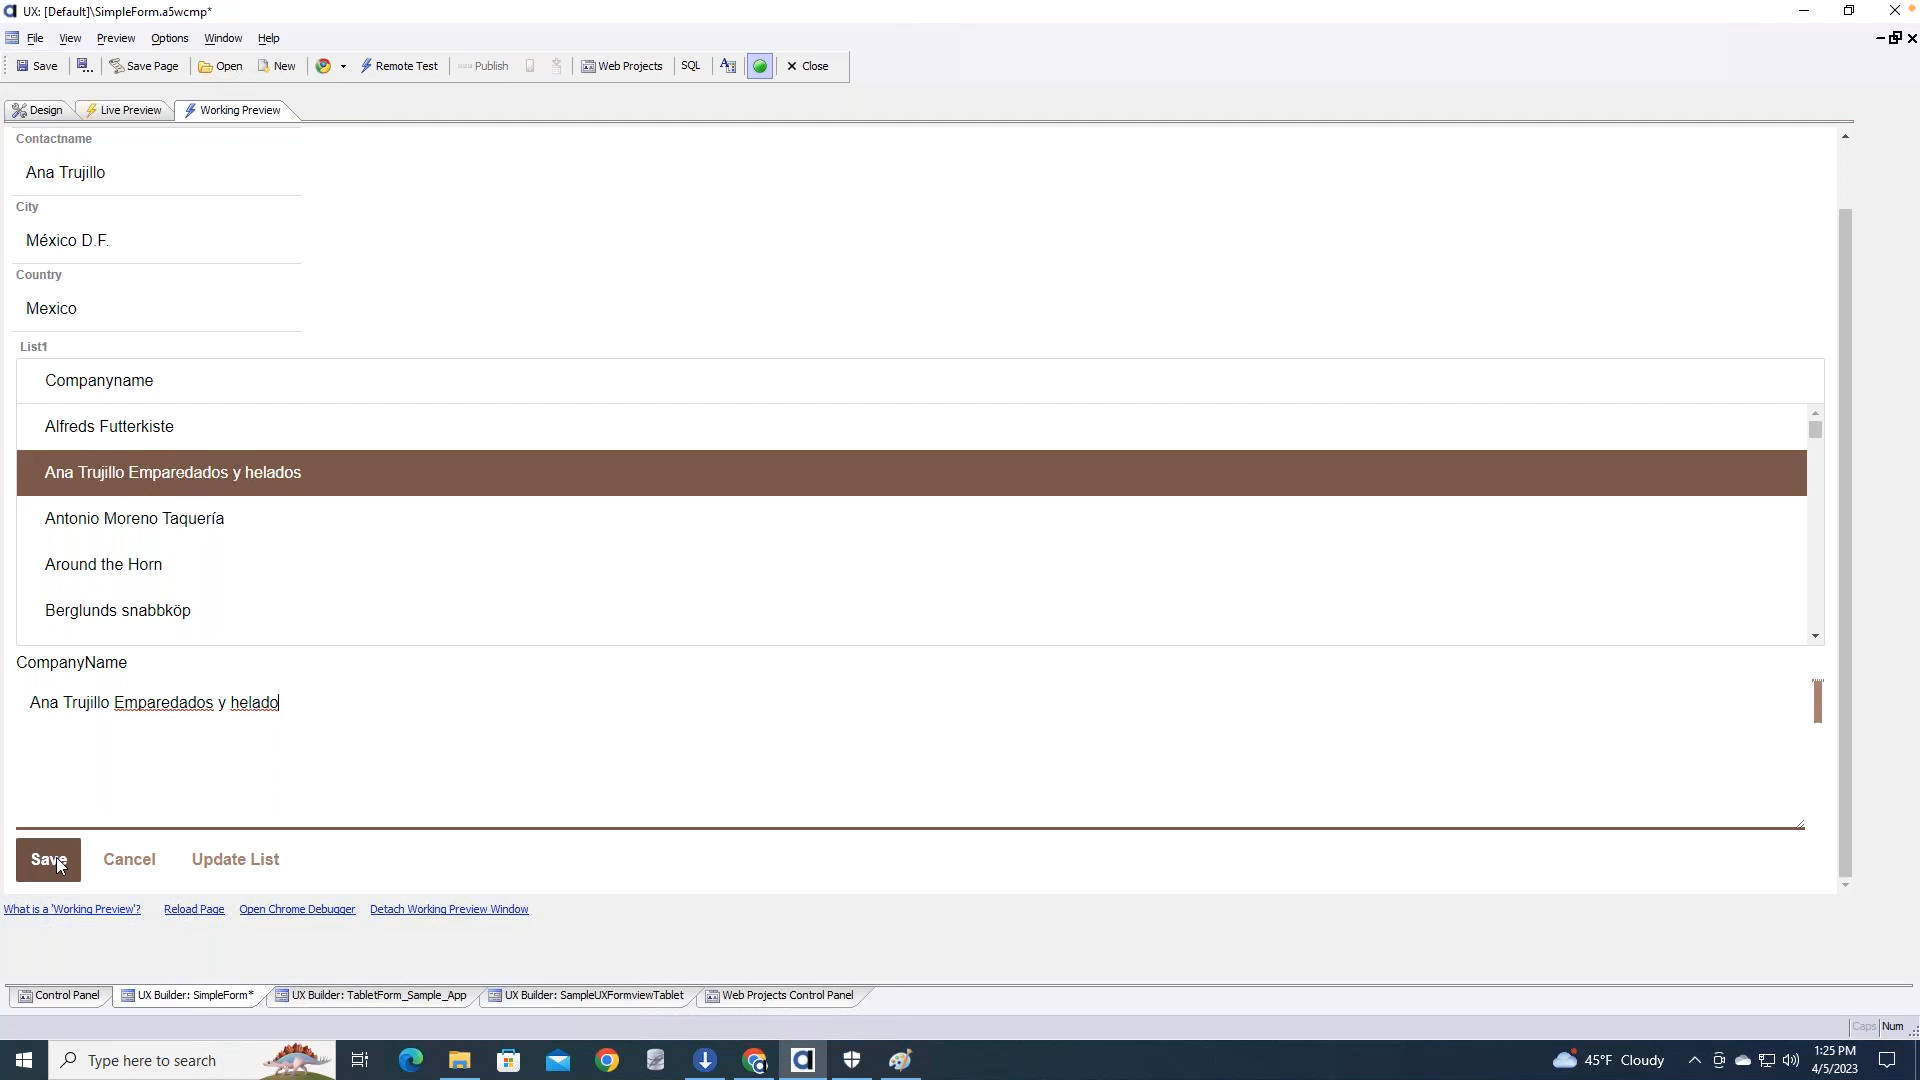 UX: [Default]\SimpleForm.a5wcmp*
File View Preview Options Window Help
Save Save Page Open New Remote Test Publish Web Projects SQL Close
Design Live Preview Working Preview
Contactname
Ana Trujillo
City
México D.F.
Country
Mexico
List1
Companyname
Alfreds Futterkiste
Ana Trujillo Emparedados y helados
Antonio Moreno Taquería
Around the Horn
Berglunds snabbköp
CompanyName
Ana Trujillo Emparedados y helado
Save Cancel Update List
What is a 'Working Preview'? Reload Page Open Chrome Debugger Detach Working Preview Window
Control Panel UX Builder: SimpleForm* UX Builder: TabletForm_Sample_App UX Builder: SampleUXFormviewTablet Web Projects Control Panel
Caps Num
Type here to search 45°F Cloudy 1:25 PM
4/5/2023